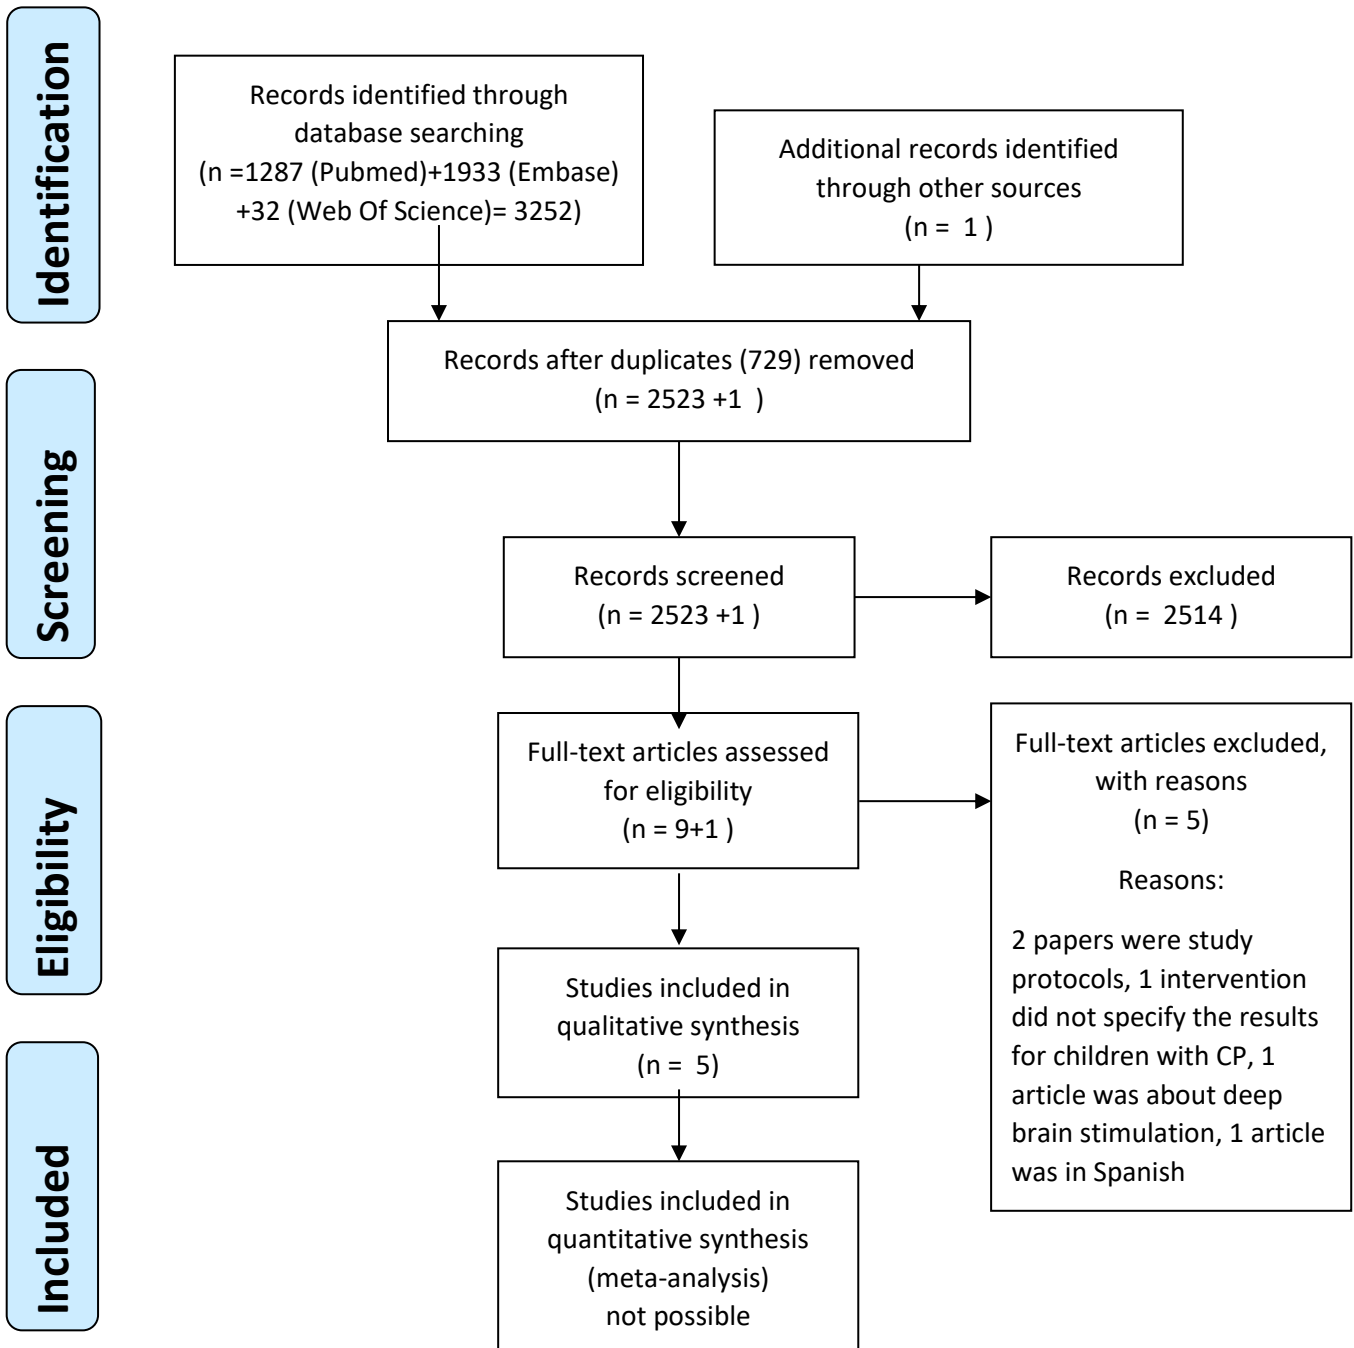 Identification
Records identified through
database searching
(n =1287 (Pubmed)+1933 (Embase)
+32 (Web Of Science)= 3252)
Additional records identified
through other sources
(n = 1 )
Records after duplicates (729) removed
(n = 2523 +1 )
Screening
Records screened
(n = 2523 +1 )
Records excluded
(n = 2514 )
Eligibility
Full-text articles assessed
for eligibility
(n = 9+1 )
Full-text articles excluded,
with reasons
(n = 5)
Reasons:
2 papers were study
protocols, 1 intervention
did not specify the results
for children with CP, 1
article was about deep
brain stimulation, 1 article
was in Spanish
Studies included in
qualitative synthesis
(n = 5)
Included
Studies included in
quantitative synthesis
(meta-analysis)
not possible